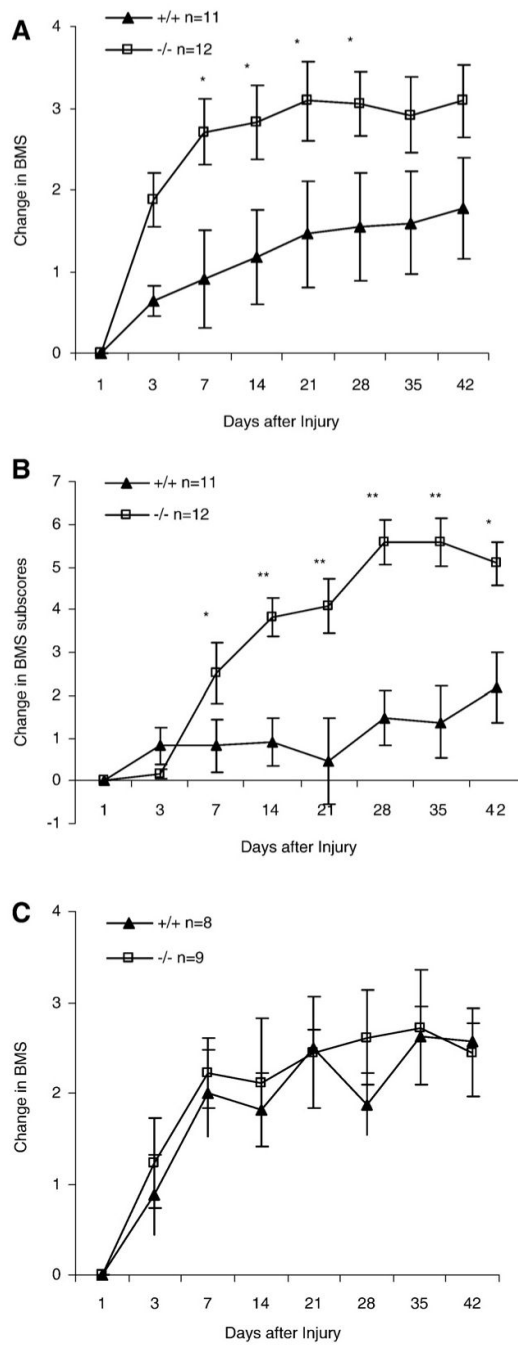 A
+/+ n=11
-/- n=12
* * * *
4
3
2
1
0
Change in BMS
1 3 7 14 21 28 35 42
Days after Injury
B
+/+ n=11
-/- n=12
* ** ** ** ** *
7
6
5
4
3
2
1
0
-1
Change in BMS subscores
1 3 7 14 21 28 35 42
Days after Injury
C
+/+ n=8
-/- n=9
4
3
2
1
0
Change in BMS
1 3 7 14 21 28 35 42
Days after Injury